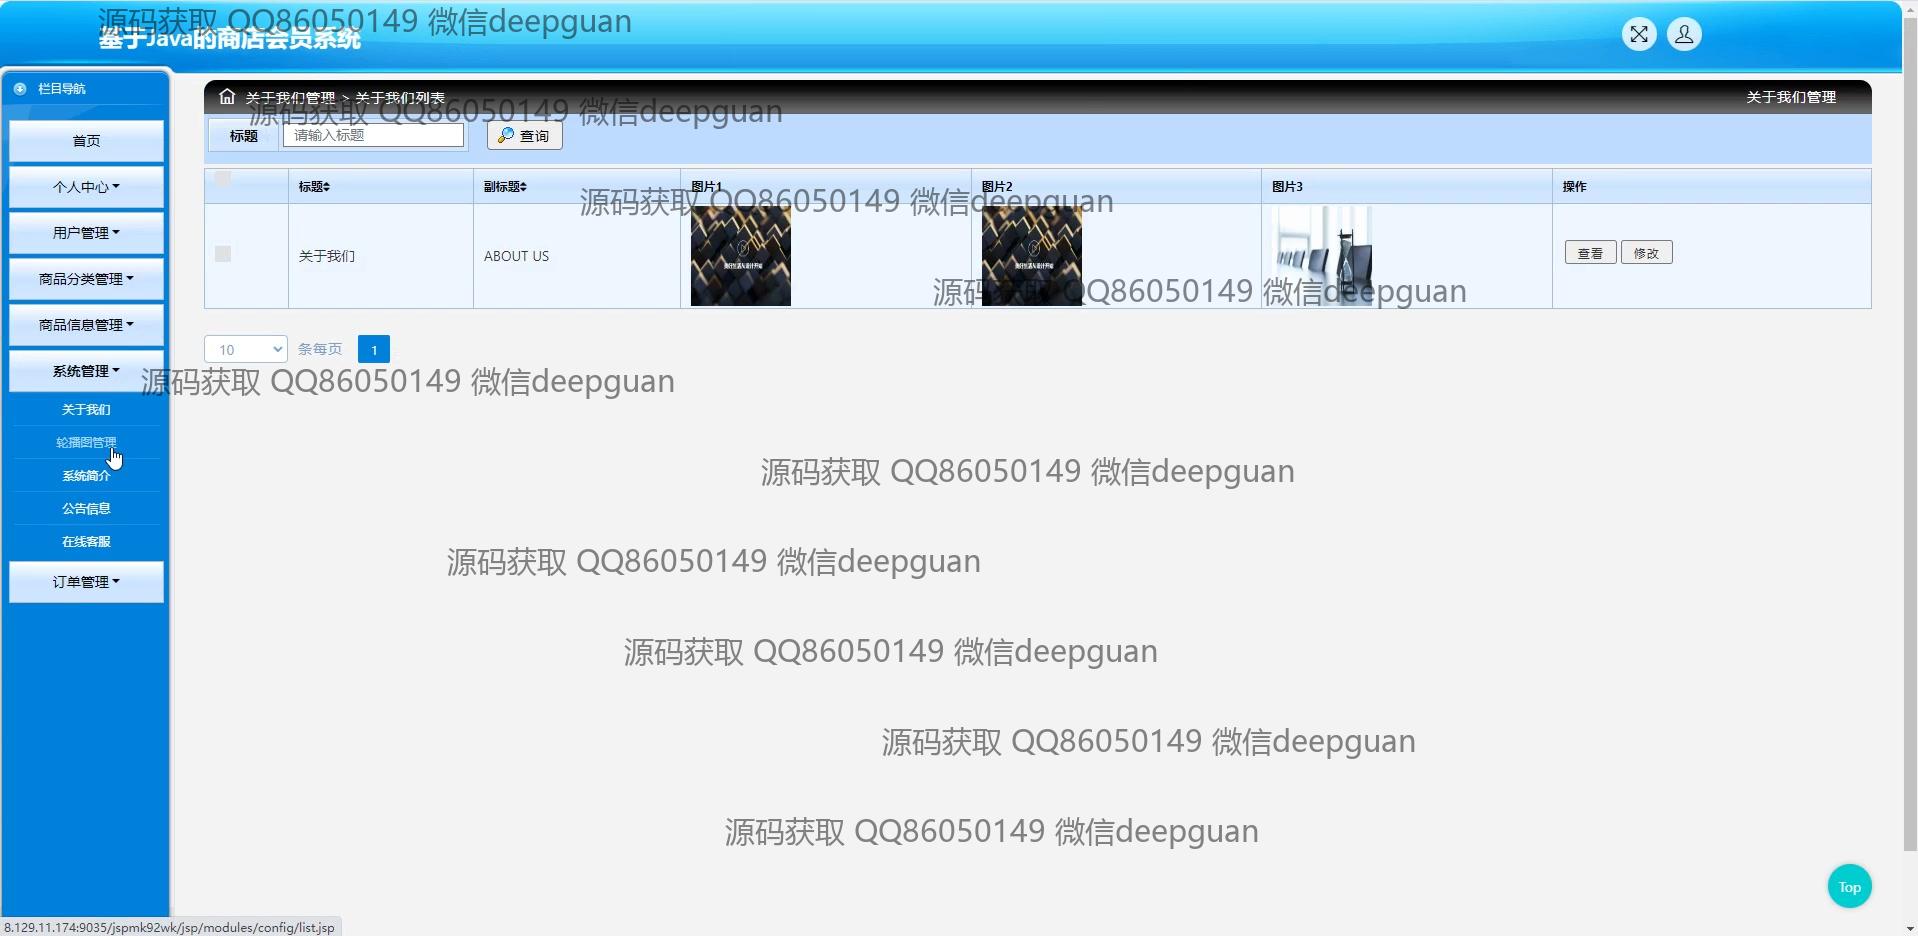 源码获取 QQ86050149 微信deepguan
基于Java的商店会员系统
栏目导航
关于我们管理 > 关于我们列表
关于我们管理
源码获取 QQ86050149 微信deepguan
首页
标题
请输入标题
查询
个人中心
标题
副标题
图片1
图片2
图片3
操作
源码获取 QQ86050149 微信deepguan
用户管理
关于我们
ABOUT US
查看
修改
商品分类管理
源码获取 QQ86050149 微信deepguan
商品信息管理
10
条每页
1
系统管理
源码获取 QQ86050149 微信deepguan
关于我们
轮播图管理
系统简介
源码获取 QQ86050149 微信deepguan
公告信息
在线客服
源码获取 QQ86050149 微信deepguan
订单管理
源码获取 QQ86050149 微信deepguan
源码获取 QQ86050149 微信deepguan
源码获取 QQ86050149 微信deepguan
Top
8.129.11.174:9035/jspmk92wk/jsp/modules/config/list.jsp